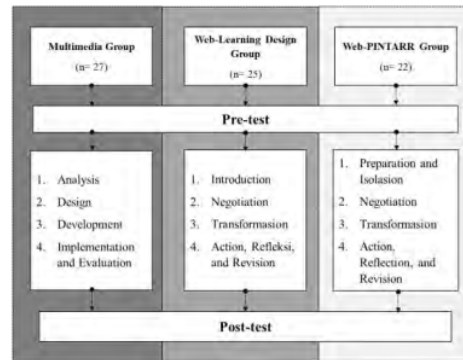 Multimedia Group
(n= 27)
Web-Learning Design
Group
(n= 25)
Web-PINTARR Group
(n= 22)
Pre-test
1. Analysis
2. Design
3. Development
4. Implementation
and Evaluation
1. Introduction
2. Negotiation
3. Transformasion
4. Action, Refleksi,
and Revision
1. Preparation and
Isolasion
2. Negotiation
3. Transformasion
4. Action,
Reflection, and
Revision
Post-test